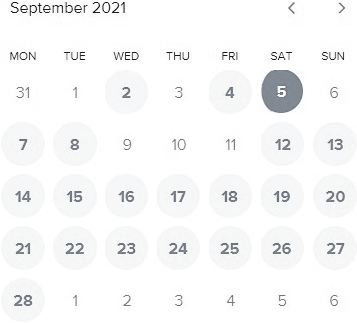 September 2021 < >
MON TUE WED THU FRI SAT SUN
31 1 2 3 4 5 6
7 8 9 10 11 12 13
14 15 16 17 18 19 20
21 22 23 24 25 26 27
28 1 2 3 4 5 6